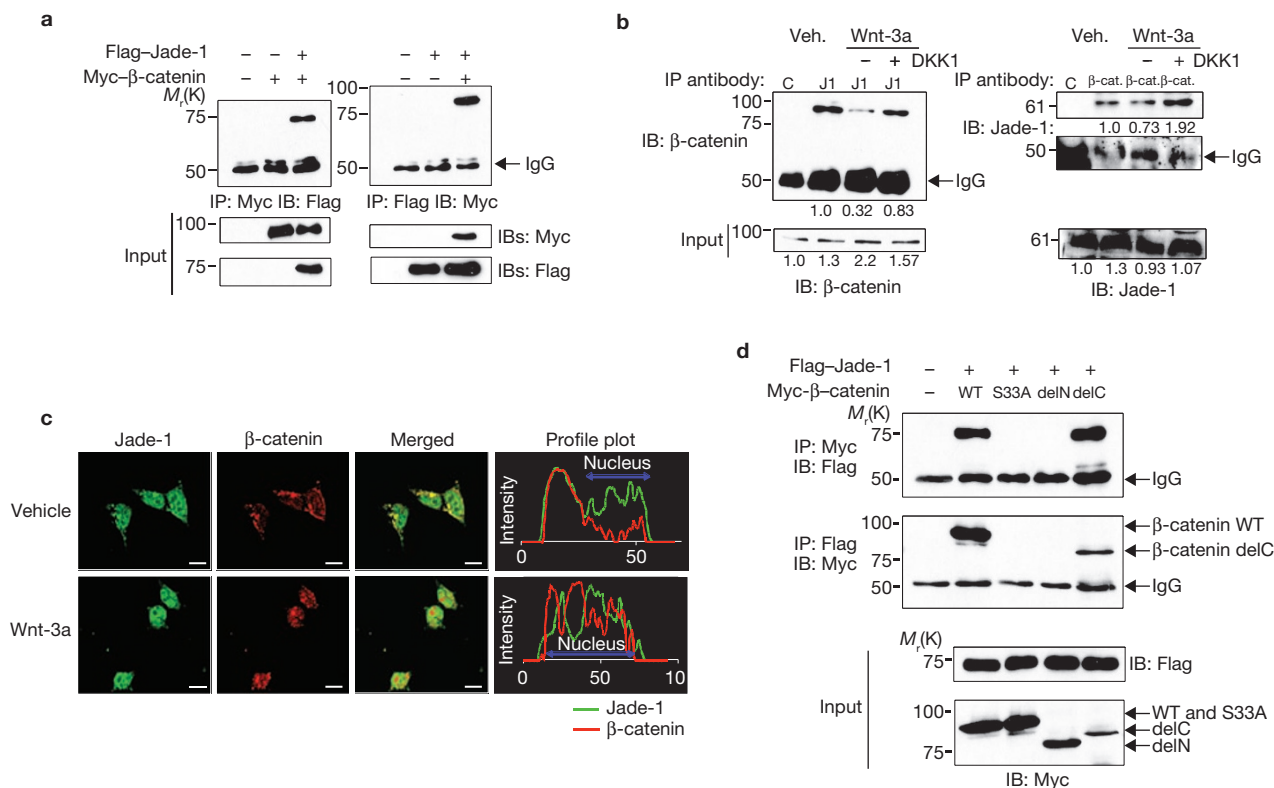 a
Flag–Jade-1 – – + – + +
Myc–β-catenin – + + – – +
Mr(K)
75
50
100
75
50
IgG
IP: Myc IB: Flag
IP: Flag IB: Myc
Input
100
75
IBs: Myc
IBs: Flag
b
Veh. Wnt-3a
– + DKK1
IP antibody: C J1 J1 J1
100
75
IB: β-catenin
50
IgG
1.0 0.32 0.83
Input
100
1.0 1.3 2.2 1.57
IB: β-catenin
Veh. Wnt-3a
– + DKK1
IP antibody: C β-cat. β-cat. β-cat.
61
IB: Jade-1: 1.0 0.73 1.92
50
IgG
61
1.0 1.3 0.93 1.07
IB: Jade-1
c
Jade-1 β-catenin Merged Profile plot
Vehicle
Intensity
Nucleus
0 50
Wnt-3a
Intensity
Nucleus
0 50 10
Jade-1
β-catenin
d
Flag–Jade-1 – + + + +
Myc-β–catenin – WT S33A delN delC
Mr(K)
75
IP: Myc
IB: Flag
50
IgG
100
β-catenin WT
IP: Flag
IB: Myc
75
β-catenin delC
50
IgG
Mr(K)
75
IB: Flag
Input
100
WT and S33A
delC
75
delN
IB: Myc